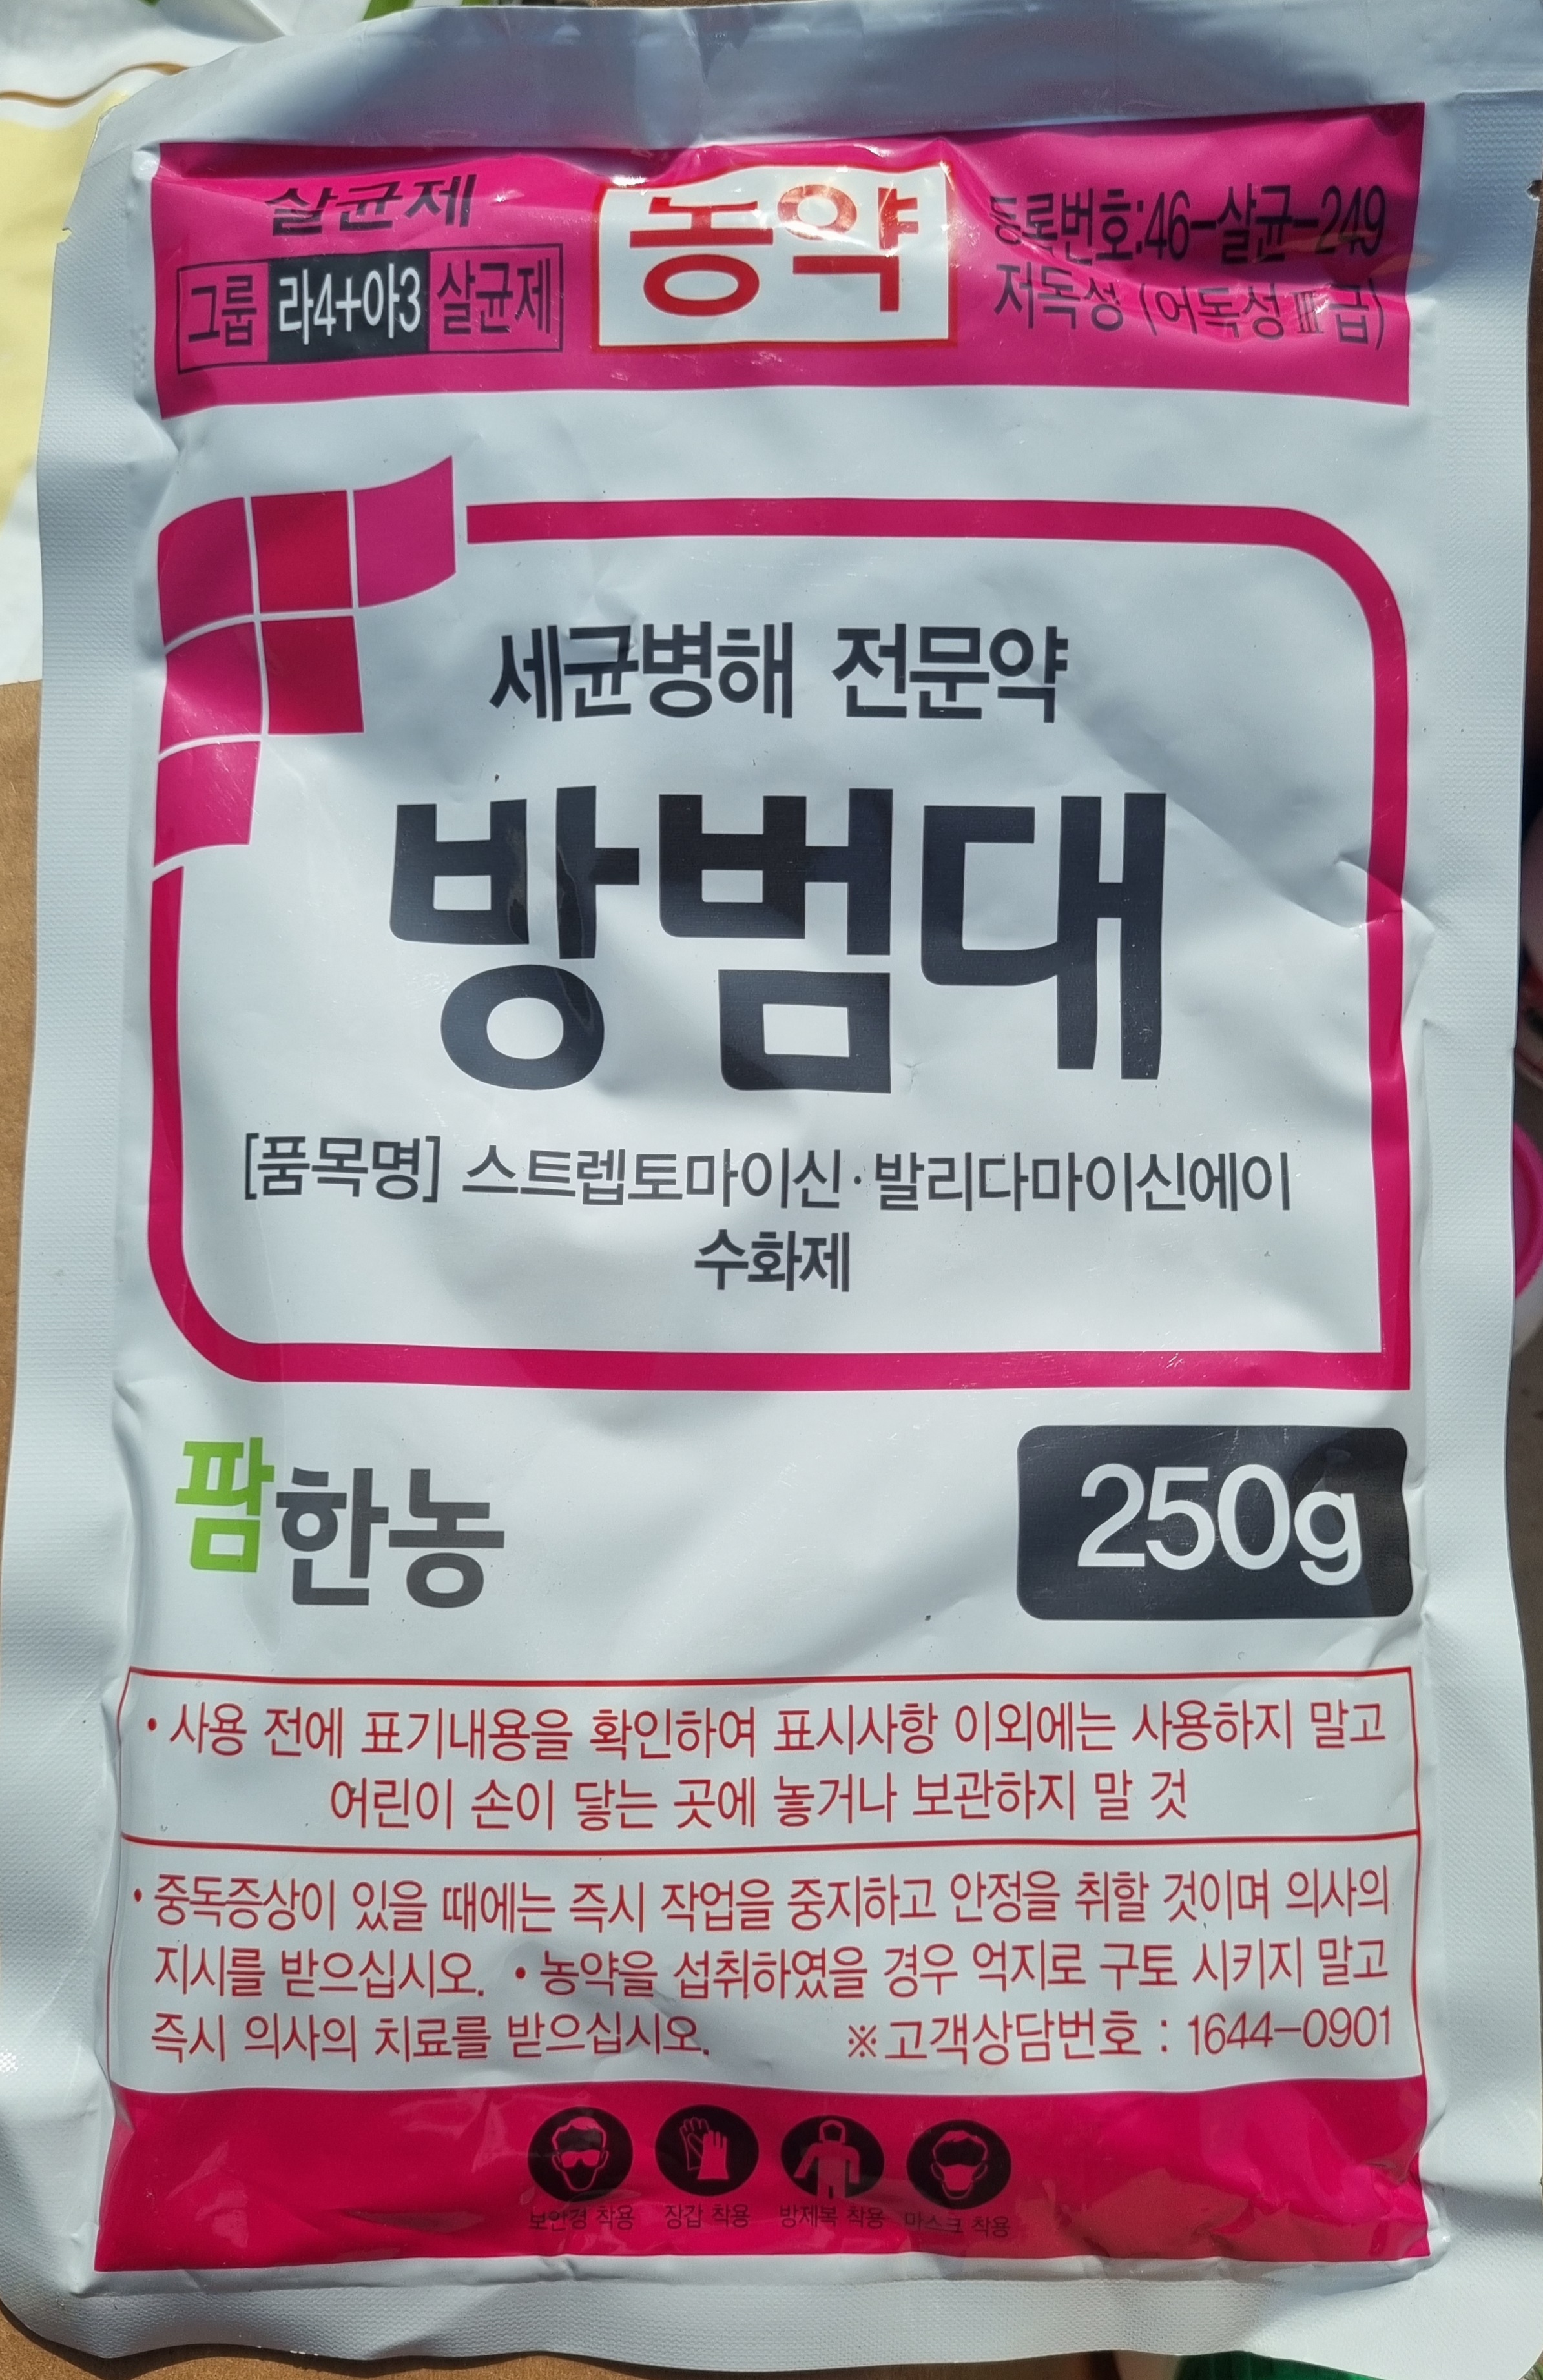 살균제
그룹 라4+아3 살균제
농약
등록번호:46-살균-249
저독성 (어독성 Ⅲ급)
세균병해 전문약
방범대
[품목명] 스트렙토마이신·발리다마이신에이
수화제
팜한농
250g
• 사용 전에 표기내용을 확인하여 표시사항 이외에는 사용하지 말고
어린이 손이 닿는 곳에 놓거나 보관하지 말 것
• 중독증상이 있을 때에는 즉시 작업을 중지하고 안정을 취할 것이며 의사의
지시를 받으십시오. • 농약을 섭취하였을 경우 억지로 구토 시키지 말고
즉시 의사의 치료를 받으십시오. ※고객상담번호 : 1644-0901
보안경 착용 장갑 착용 방제복 착용 마스크 착용